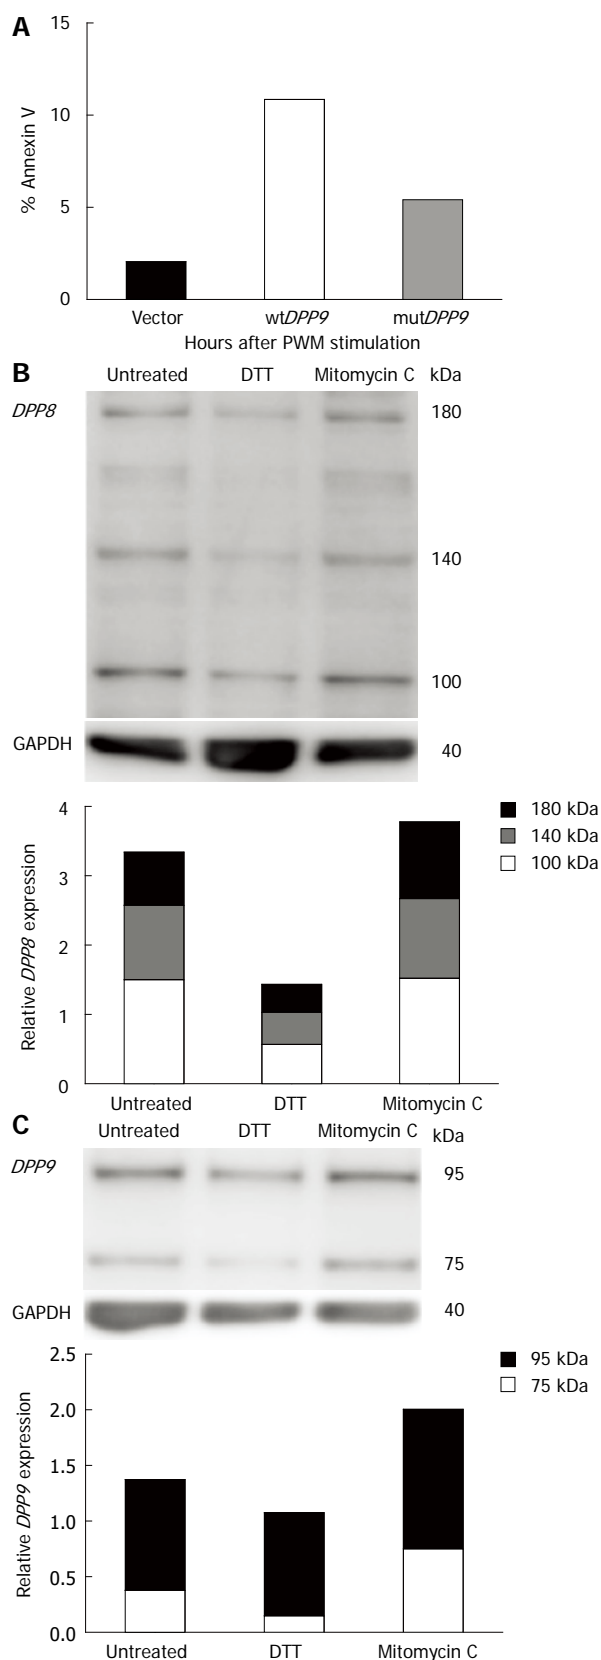 A
15
10
5
0
% Annexin V
Vector wtDPP9 mutDPP9
Hours after PWM stimulation
B
Untreated DTT Mitomycin C kDa
DPP8 180
140
100
GAPDH 40
4
3
2
1
0
Relative DPP8 expression
180 kDa
140 kDa
100 kDa
Untreated DTT Mitomycin C
C
Untreated DTT Mitomycin C kDa
DPP9 95
75
GAPDH 40
2.5
2.0
1.5
1.0
0.5
0.0
Relative DPP9 expression
95 kDa
75 kDa
Untreated DTT Mitomycin C